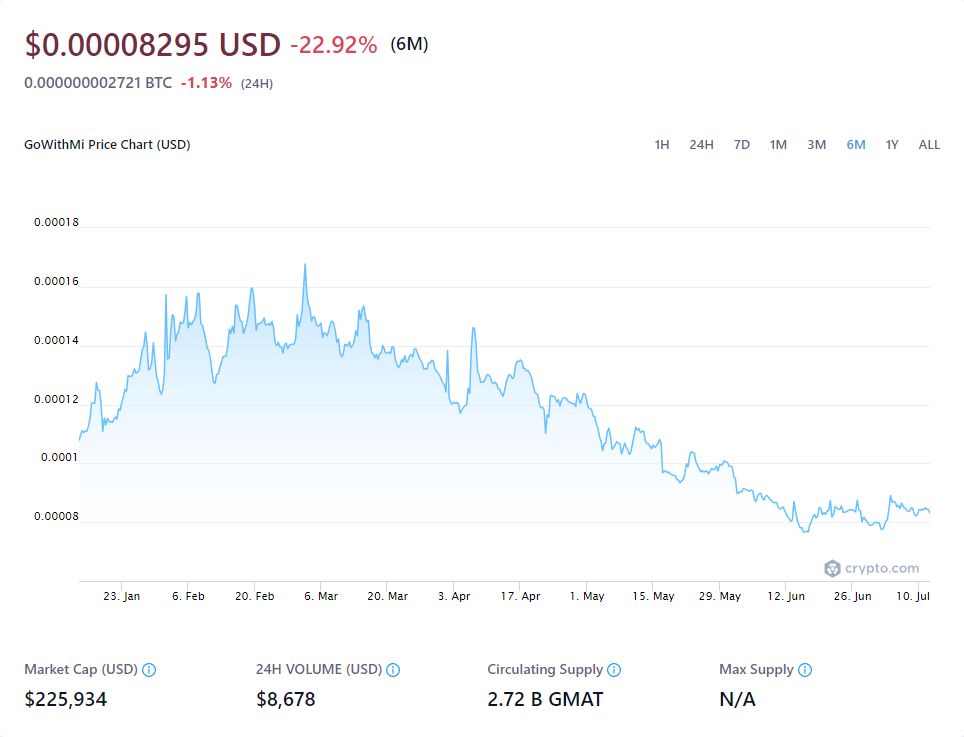 $0.00008295 USD -22.92% (6M)
0.000000002721 BTC -1.13% (24H)
GoWithMi Price Chart (USD) 1H 24H 7D 1M 3M 6M 1Y ALL
0.00018
0.00016
0.00014
0.00012
0.0001
0.00008
crypto.com
23. Jan 6. Feb 20. Feb 6. Mar 20. Mar 3. Apr 17. Apr 1. May 15. May 29. May 12. Jun 26. Jun 10. Jul
Market Cap (USD) 24H VOLUME (USD) Circulating Supply Max Supply
$225,934 $8,678 2.72 B GMAT N/A